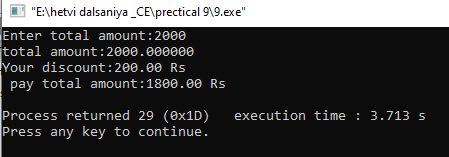 "E:\hetvi dalsaniya _CE\prectical 9\9.exe"
Enter total amount:2000
total amount:2000.000000
Your discount:200.00 Rs
 pay total amount:1800.00 Rs

Process returned 29 (0x1D)   execution time : 3.713 s
Press any key to continue.